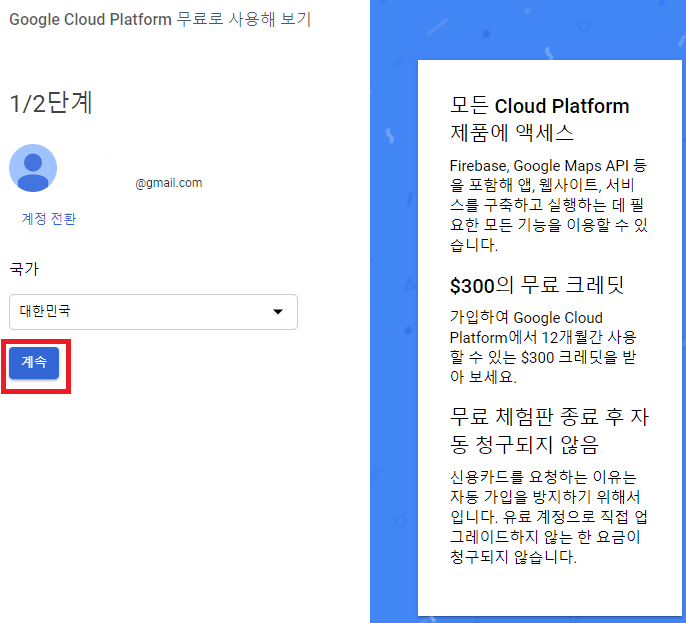 Google Cloud Platform 무료로 사용해 보기
1/2단계
@gmail.com
계정 전환
국가
대한민국
계속
모든 Cloud Platform
제품에 액세스
Firebase, Google Maps API 등
을 포함해 앱, 웹사이트, 서비
스를 구축하고 실행하는 데 필
요한 모든 기능을 이용할 수 있
습니다.
$300의 무료 크레딧
가입하여 Google Cloud
Platform에서 12개월간 사용
할 수 있는 $300 크레딧을 받
아 보세요.
무료 체험판 종료 후 자
동 청구되지 않음
신용카드를 요청하는 이유는
자동 가입을 방지하기 위해서
입니다. 유료 계정으로 직접 업
그레이드하지 않는 한 요금이
청구되지 않습니다.